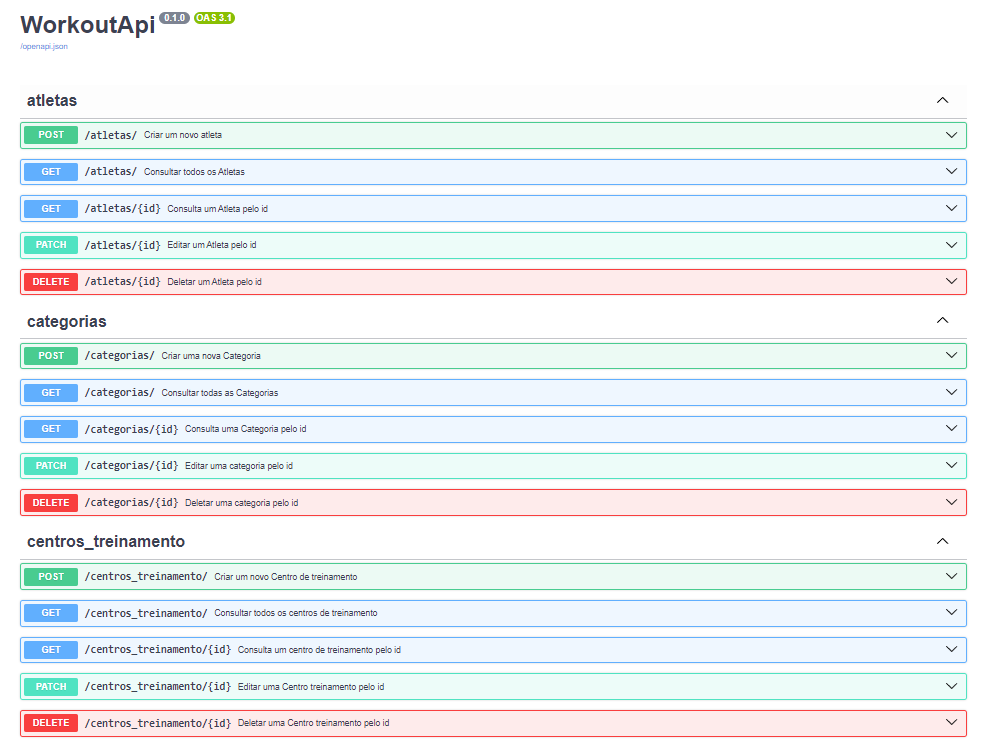 WorkoutApi 0.1.0 OAS 3.1
/openapi.json
atletas
POST /atletas/ Criar um novo atleta
GET /atletas/ Consultar todos os Atletas
GET /atletas/{id} Consulta um Atleta pelo id
PATCH /atletas/{id} Editar um Atleta pelo id
DELETE /atletas/{id} Deletar um Atleta pelo id
categorias
POST /categorias/ Criar uma nova Categoria
GET /categorias/ Consultar todas as Categorias
GET /categorias/{id} Consulta uma Categoria pelo id
PATCH /categorias/{id} Editar uma categoria pelo id
DELETE /categorias/{id} Deletar uma categoria pelo id
centros_treinamento
POST /centros_treinamento/ Criar um novo Centro de treinamento
GET /centros_treinamento/ Consultar todos os centros de treinamento
GET /centros_treinamento/{id} Consulta um centro de treinamento pelo id
PATCH /centros_treinamento/{id} Editar uma Centro treinamento pelo id
DELETE /centros_treinamento/{id} Deletar uma Centro treinamento pelo id